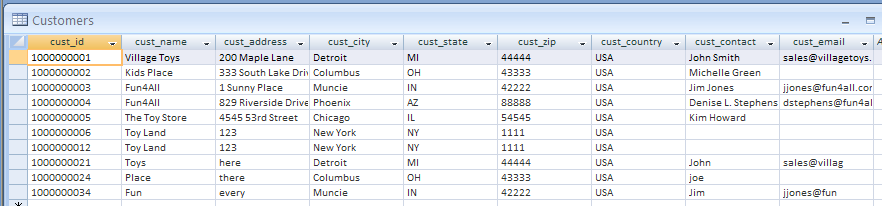 Customers
cust_id cust_name cust_address cust_city cust_state cust_zip cust_country cust_contact cust_email A
1000000001 Village Toys 200 Maple Lane Detroit MI 44444 USA John Smith sales@villagetoys.
1000000002 Kids Place 333 South Lake Driv Columbus OH 43333 USA Michelle Green
1000000003 Fun4All 1 Sunny Place Muncie IN 42222 USA Jim Jones jjones@fun4all.com
1000000004 Fun4All 829 Riverside Drive Phoenix AZ 88888 USA Denise L. Stephens dstephens@fun4al
1000000005 The Toy Store 4545 53rd Street Chicago IL 54545 USA Kim Howard
1000000006 Toy Land 123 New York NY 1111 USA
1000000012 Toy Land 123 New York NY 1111 USA
1000000021 Toys here Detroit MI 44444 USA John sales@villag
1000000024 Place there Columbus OH 43333 USA joe
1000000034 Fun every Muncie IN 42222 USA Jim jjones@fun